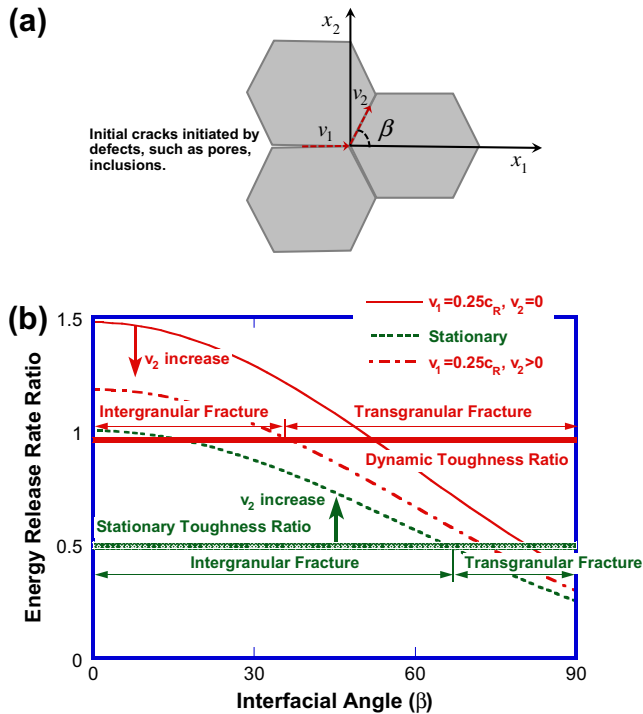 (a)
x₂
v₂
Initial cracks initiated by
defects, such as pores,
inclusions.
v₁
β
x₁
(b)
v₁=0.25c_R, v₂=0
Stationary
v₁=0.25c_R, v₂>0
1.5
v₂ increase
Intergranular Fracture
Transgranular Fracture
1
Dynamic Toughness Ratio
v₂ increase
Stationary Toughness Ratio
0.5
Intergranular Fracture
Transgranular Fracture
0
0
30
60
90
Energy Release Rate Ratio
Interfacial Angle (β)